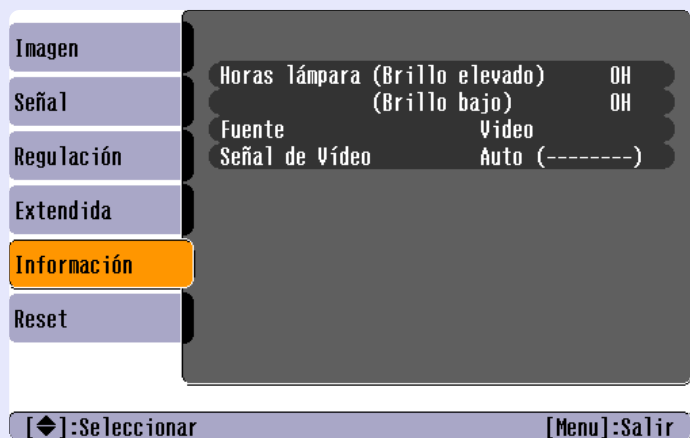 Imagen
Señal
Regulación
Extendida
Información
Reset
Horas lámpara (Brillo elevado) 0H
(Brillo bajo) 0H
Fuente Video
Señal de Vídeo Auto (--------)
[◆]:Seleccionar [Menu]:Salir